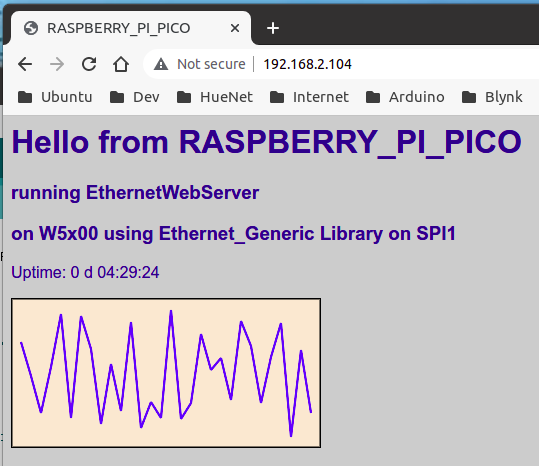 RASPBERRY_PI_PICO
Not secure 192.168.2.104
Ubuntu Dev HueNet Internet Arduino Blynk
Hello from RASPBERRY_PI_PICO
running EthernetWebServer
on W5x00 using Ethernet_Generic Library on SPI1
Uptime: 0 d 04:29:24